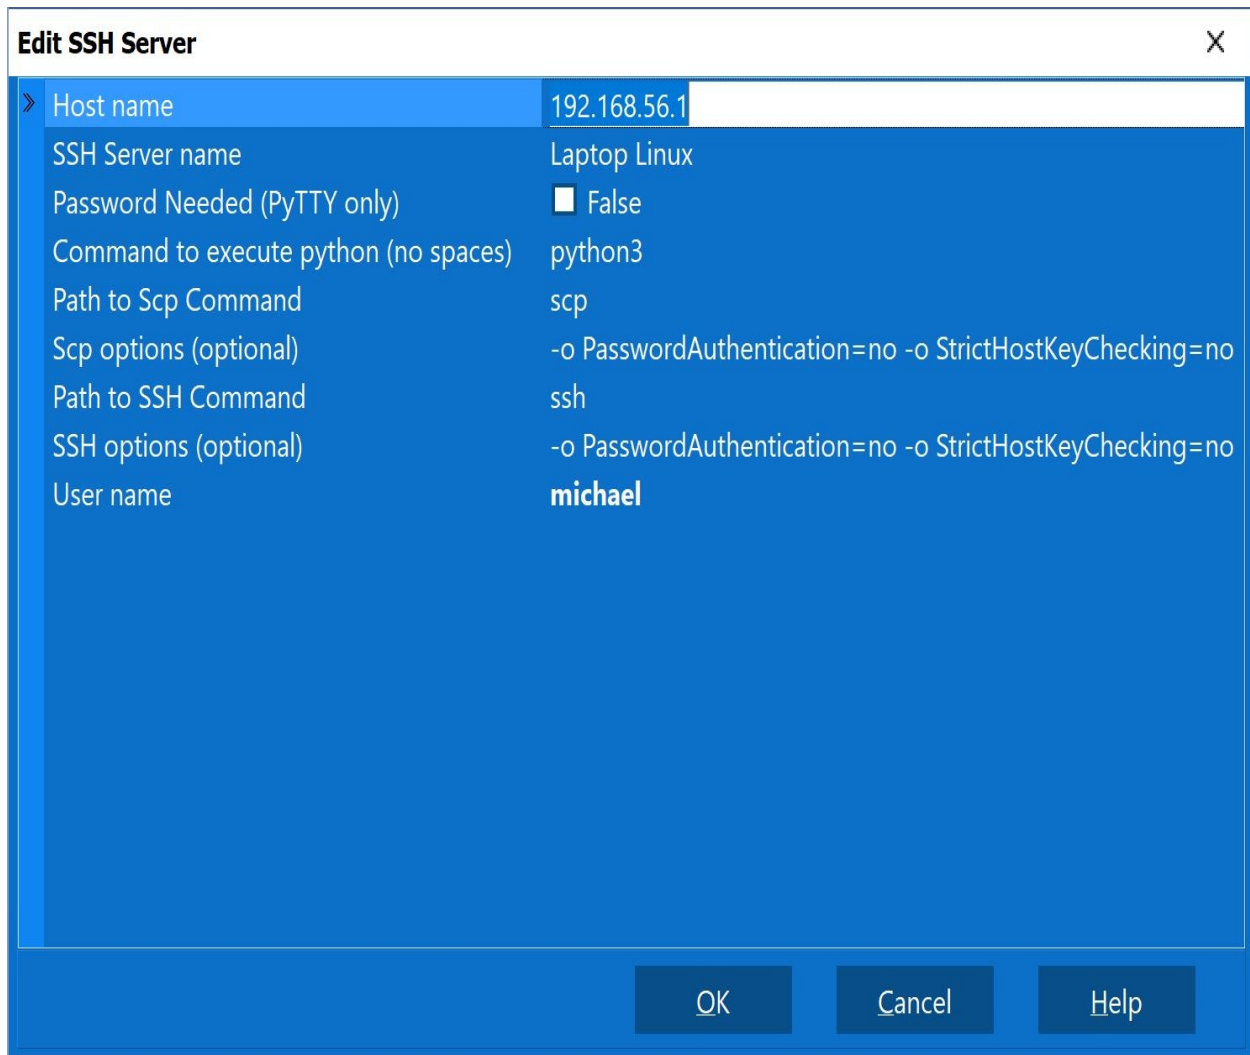 Edit SSH Server
Host name 192.168.56.1
SSH Server name Laptop Linux
Password Needed (PyTTY only) False
Command to execute python (no spaces) python3
Path to Scp Command scp
Scp options (optional) -o PasswordAuthentication=no -o StrictHostKeyChecking=no
Path to SSH Command ssh
SSH options (optional) -o PasswordAuthentication=no -o StrictHostKeyChecking=no
User name michael
OK Cancel Help